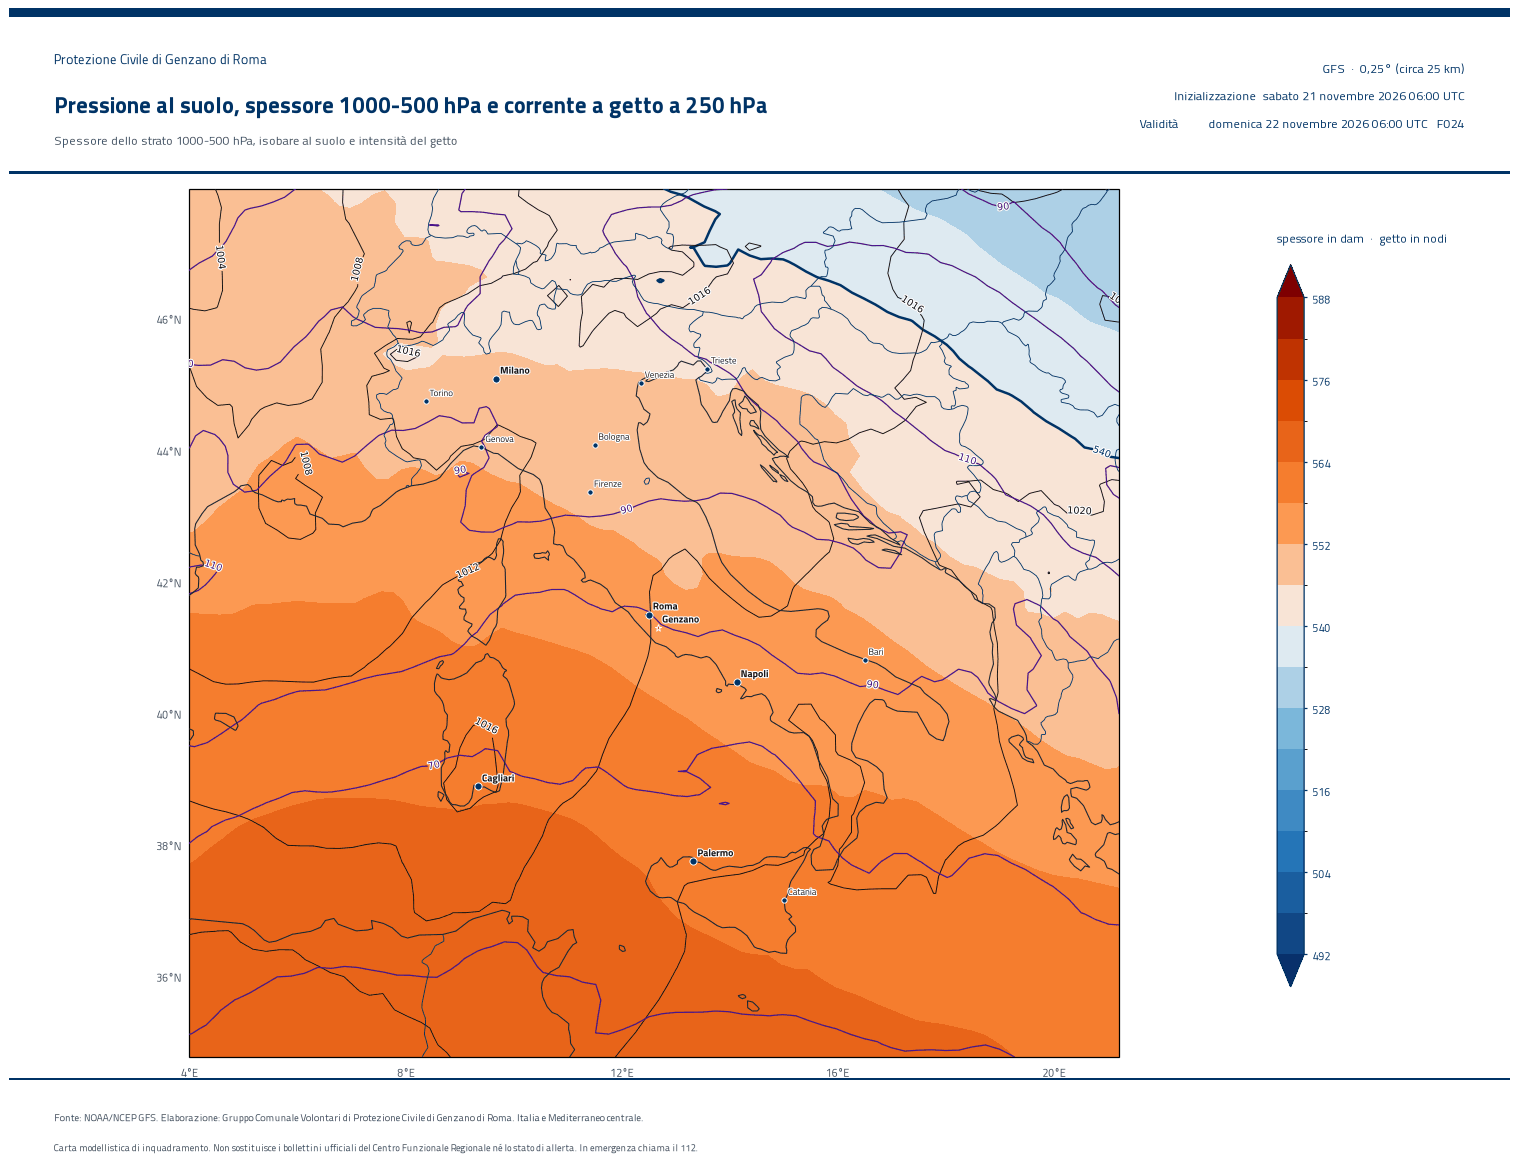 Protezione Civile di Genzano di Roma
Pressione al suolo, spessore 1000-500 hPa e corrente a getto a 250 hPa
Spessore dello strato 1000-500 hPa, isobare al suolo e intensità del getto
GFS · 0,25° (circa 25 km)
Inizializzazione sabato 21 novembre 2026 06:00 UTC
Validità domenica 22 novembre 2026 06:00 UTC F024
spessore in dam · getto in nodi
588
576
564
552
540
528
516
504
492
46°N
44°N
42°N
40°N
38°N
36°N
4°E
8°E
12°E
16°E
20°E
90
1004
1008
1016
1016
1016
Milano
Torino
Venezia
Trieste
Genova
Bologna
Firenze
1008
90
90
110
540
1020
110
1012
Roma
Genzano
Bari
Napoli
90
1016
70
Cagliari
Palermo
Catania
Fonte: NOAA/NCEP GFS. Elaborazione: Gruppo Comunale Volontari di Protezione Civile di Genzano di Roma. Italia e Mediterraneo centrale.
Carta modellistica di inquadramento. Non sostituisce i bollettini ufficiali del Centro Funzionale Regionale né lo stato di allerta. In emergenza chiama il 112.